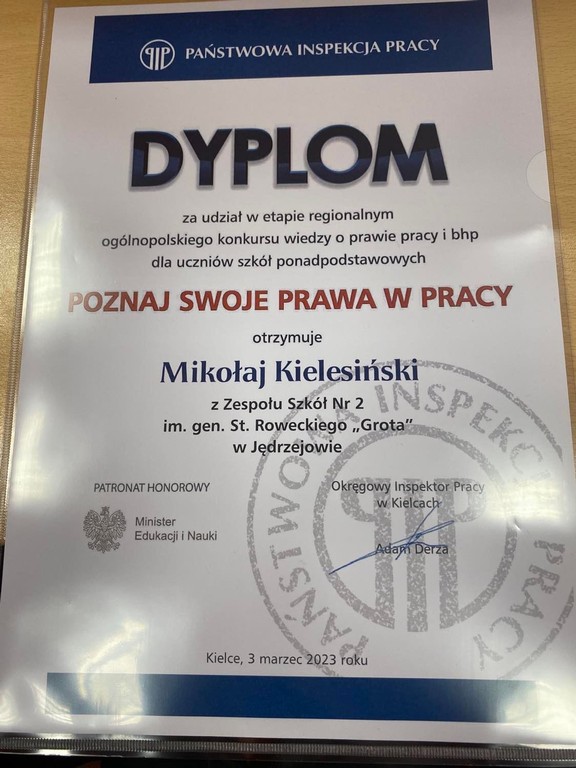 PIP PAŃSTWOWA INSPEKCJA PRACY
DYPLOM
za udział w etapie regionalnym
ogólnopolskiego konkursu wiedzy o prawie pracy i bhp
dla uczniów szkół ponadpodstawowych
POZNAJ SWOJE PRAWA W PRACY
otrzymuje
Mikołaj Kielesiński
z Zespołu Szkół Nr 2
im. gen. St. Roweckiego „Grota"
w Jędrzejowie
PATRONAT HONOROWY
Minister
Edukacji i Nauki
Okręgowy Inspektor Pracy
w Kielcach
Adam Derza
PAŃSTWOWA INSPEKCJA PRACY
PIP
Kielce, 3 marzec 2023 roku